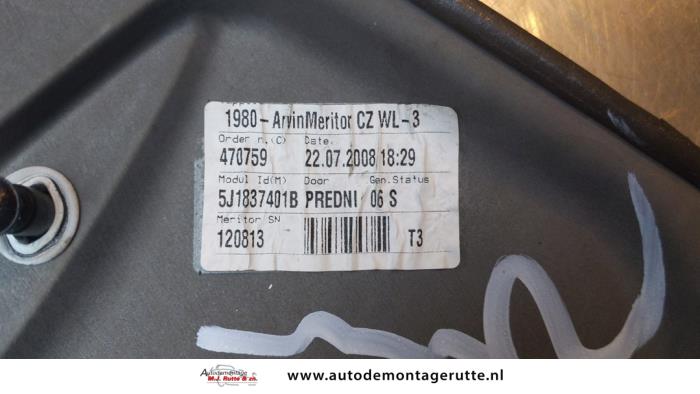 1980-ArvinMeritor CZ WL-3
Order n.(C) Date.
470759 22.07.2008 18:29
Modul Id(M) Door Gen.Status
5J1837401B PREDNI 06 S
Meritor SN
120813 T3
Autodemontage
M.J. Rutte & zn.
www.autodemontagerutte.nl